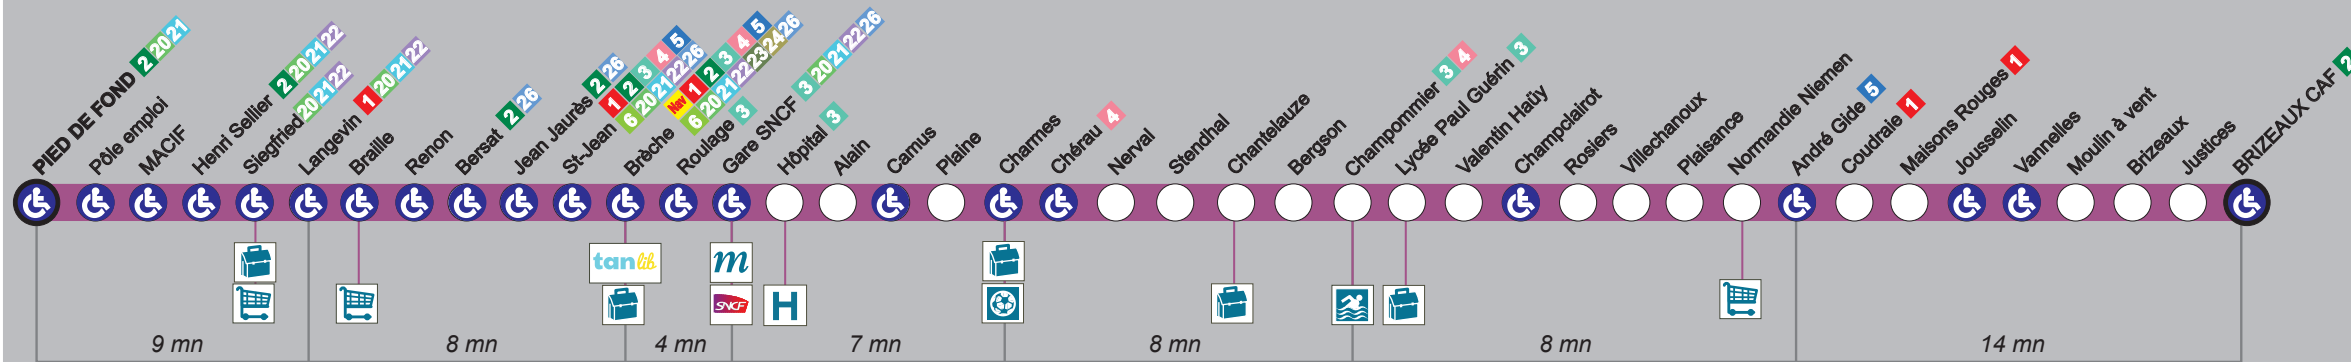 PIED DE FOND 2 20 21
Pôle emploi
MACIF
Henri Sellier 2 20 21 22
Siegfried 20 21 22
Langevin 1 20 21 22
Braille
Renon
Bersat 2 26
Jean Jaurès 2 26
St-Jean 1 2 3 4 5
6 20 21 22 26
Brèche Nav 1 2 3 4 5
6 20 21 22 23 24 26
Roulage 3
Gare SNCF 3 20 21 22 26
Hôpital 3
Alain
Camus
Plaine
Charmes
Chérau 4
Nerval
Stendhal
Chantelauze
Bergson
Champommier 3 4
Lycée Paul Guérin 3
Valentin Haüy
Champclairot
Rosiers
Villechanoux
Plaisance
Normandie Niemen
André Gide 5
Coudraie 1
Maisons Rouges 1
Jousselin
Vannelles
Moulin à vent
Brizeaux
Justices
BRIZEAUX CAF 2
tanlib
m
SNCF
H
9 mn
8 mn
4 mn
7 mn
8 mn
8 mn
14 mn